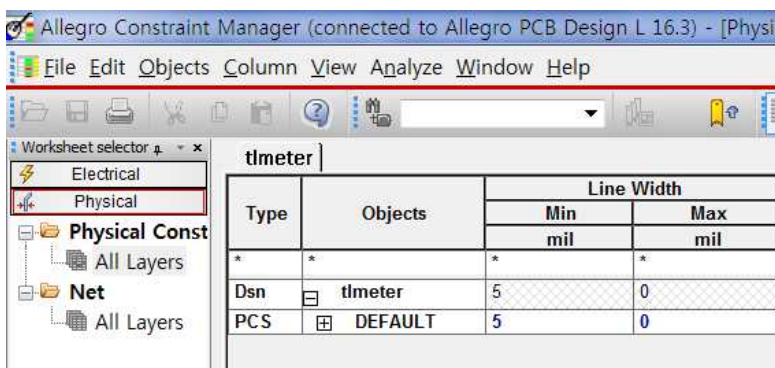 Allegro Constraint Manager (connected to Allegro PCB Design L 16.3) - [Physi
File Edit Objects Column View Analyze Window Help
Worksheet selector
Electrical
Physical
Physical Const
All Layers
Net
All Layers
tlmeter
Type Objects Line Width
Min Max
mil mil
* * * *
Dsn tlmeter 5 0
PCS DEFAULT 5 0